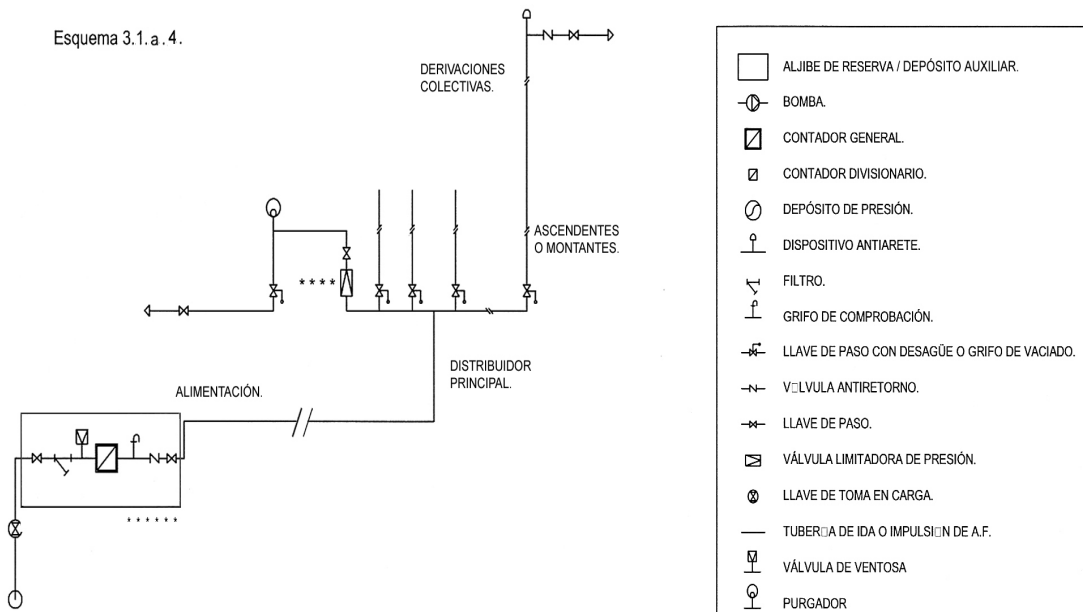 Esquema 3.1.a.4.
DERIVACIONES
COLECTIVAS.
ASCENDENTES
O MONTANTES.
* * * *
DISTRIBUIDOR
PRINCIPAL.
ALIMENTACIÓN.
* * * * * *
ALJIBE DE RESERVA / DEPÓSITO AUXILIAR.
BOMBA.
CONTADOR GENERAL.
CONTADOR DIVISIONARIO.
DEPÓSITO DE PRESIÓN.
DISPOSITIVO ANTIARETE.
FILTRO.
GRIFO DE COMPROBACIÓN.
LLAVE DE PASO CON DESAGÜE O GRIFO DE VACIADO.
V□LVULA ANTIRETORNO.
LLAVE DE PASO.
VÁLVULA LIMITADORA DE PRESIÓN.
LLAVE DE TOMA EN CARGA.
TUBER□A DE IDA O IMPULSI□N DE A.F.
VÁLVULA DE VENTOSA
PURGADOR